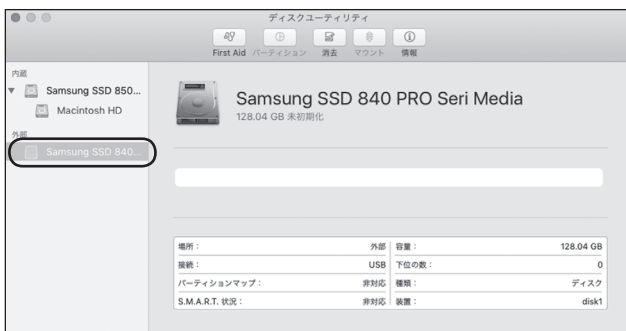 ディスクユーティリティ
First Aid パーティション 消去 マウント 情報
内蔵
Samsung SSD 850...
Macintosh HD
外部
Samsung SSD 840...
Samsung SSD 840 PRO Seri Media
128.04 GB 未初期化
場所： 外部 容量： 128.04 GB
接続： USB 下位の数： 0
パーティションマップ： 非対応 種類： ディスク
S.M.A.R.T. 状況： 非対応 装置： disk1